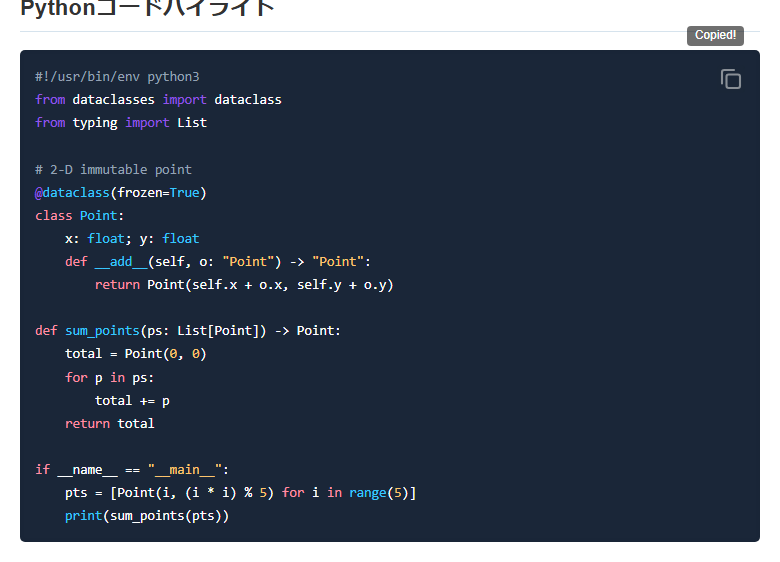 Pythonコードハイライト
Copied!
#!/usr/bin/env python3
from dataclasses import dataclass
from typing import List

# 2-D immutable point
@dataclass(frozen=True)
class Point:
    x: float; y: float
    def __add__(self, o: "Point") -> "Point":
        return Point(self.x + o.x, self.y + o.y)

def sum_points(ps: List[Point]) -> Point:
    total = Point(0, 0)
    for p in ps:
        total += p
    return total

if __name__ == "__main__":
    pts = [Point(i, (i * i) % 5) for i in range(5)]
    print(sum_points(pts))